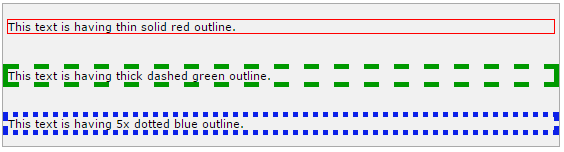 This text is having thin solid red outline.
This text is having thick dashed green outline.
This text is having 5x dotted blue outline.